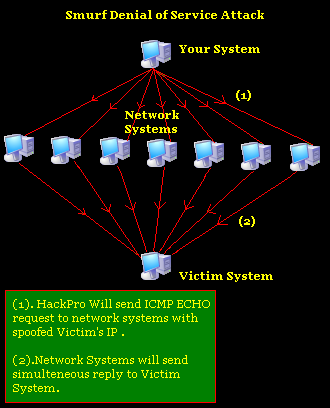 Smurf Denial of Service Attack
Your System
(1)
Network
Systems
(2)
Victim System
(1). HackPro Will send ICMP ECHO
request to network systems with
spoofed Victim's IP .
(2).Network Systems will send
simulteneous reply to Victim
System.